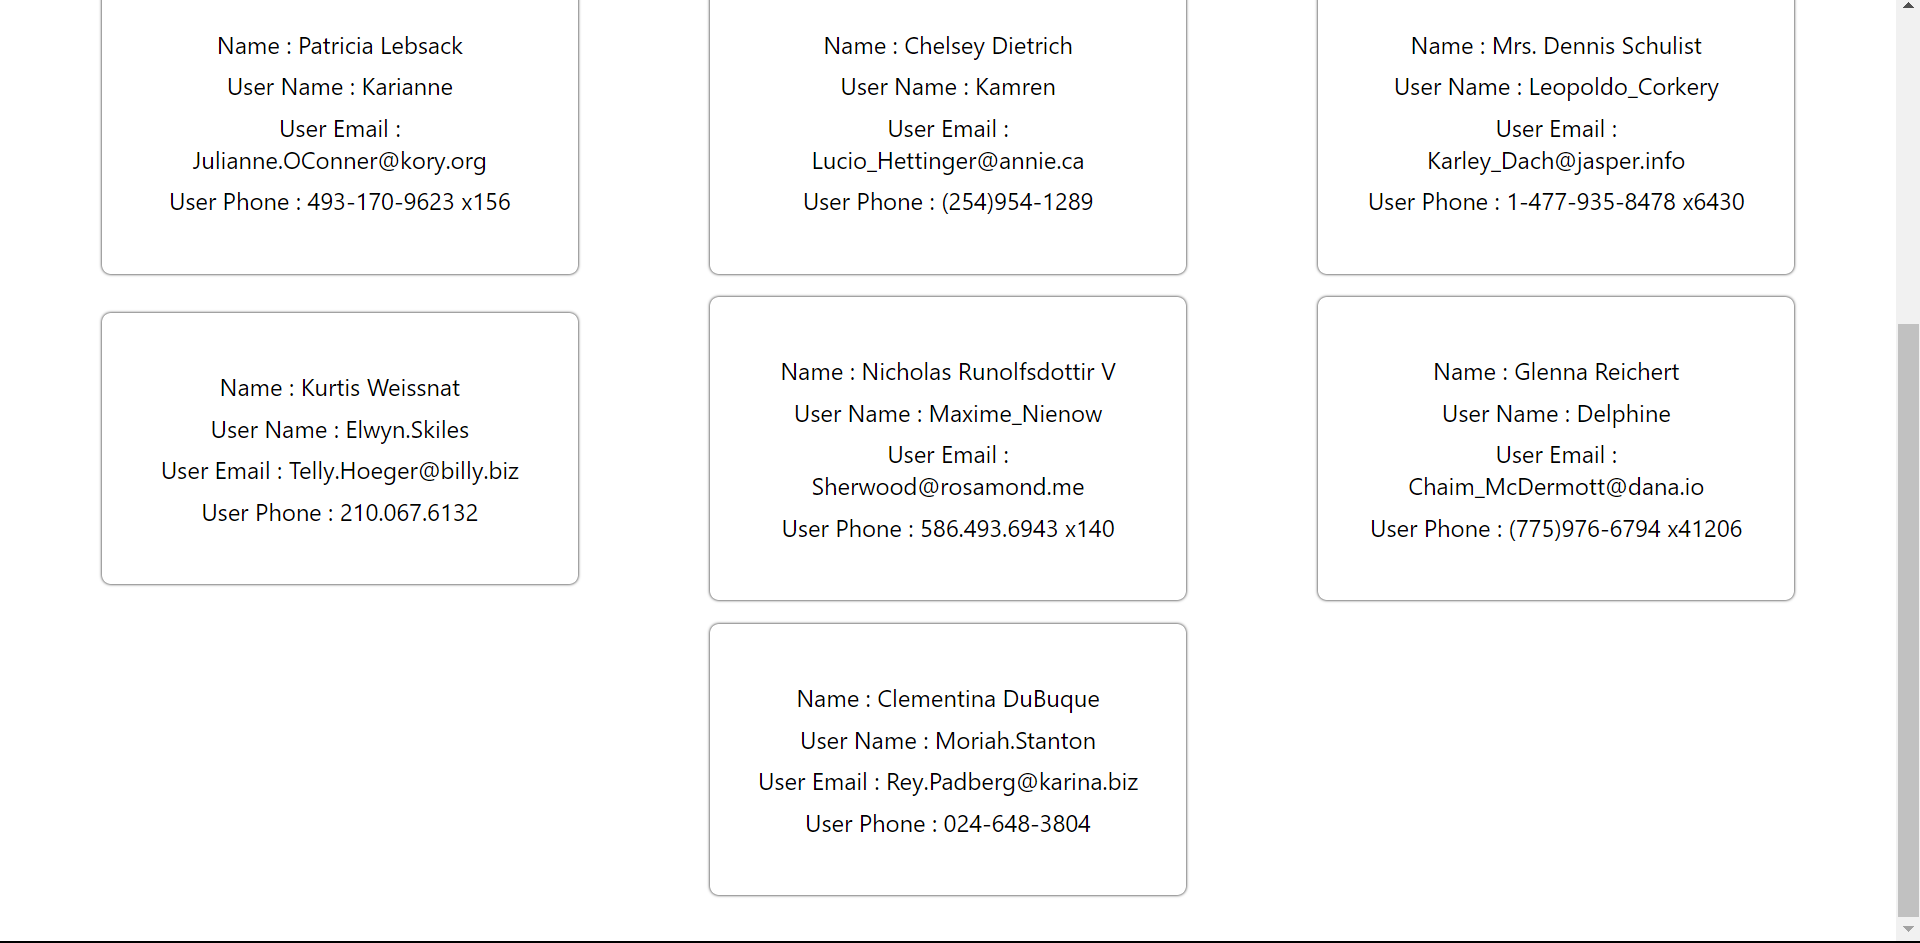 Name : Patricia Lebsack
User Name : Karianne
User Email :
Julianne.OConner@kory.org
User Phone : 493-170-9623 x156
Name : Chelsey Dietrich
User Name : Kamren
User Email :
Lucio_Hettinger@annie.ca
User Phone : (254)954-1289
Name : Mrs. Dennis Schulist
User Name : Leopoldo_Corkery
User Email :
Karley_Dach@jasper.info
User Phone : 1-477-935-8478 x6430
Name : Kurtis Weissnat
User Name : Elwyn.Skiles
User Email : Telly.Hoeger@billy.biz
User Phone : 210.067.6132
Name : Nicholas Runolfsdottir V
User Name : Maxime_Nienow
User Email :
Sherwood@rosamond.me
User Phone : 586.493.6943 x140
Name : Glenna Reichert
User Name : Delphine
User Email :
Chaim_McDermott@dana.io
User Phone : (775)976-6794 x41206
Name : Clementina DuBuque
User Name : Moriah.Stanton
User Email : Rey.Padberg@karina.biz
User Phone : 024-648-3804